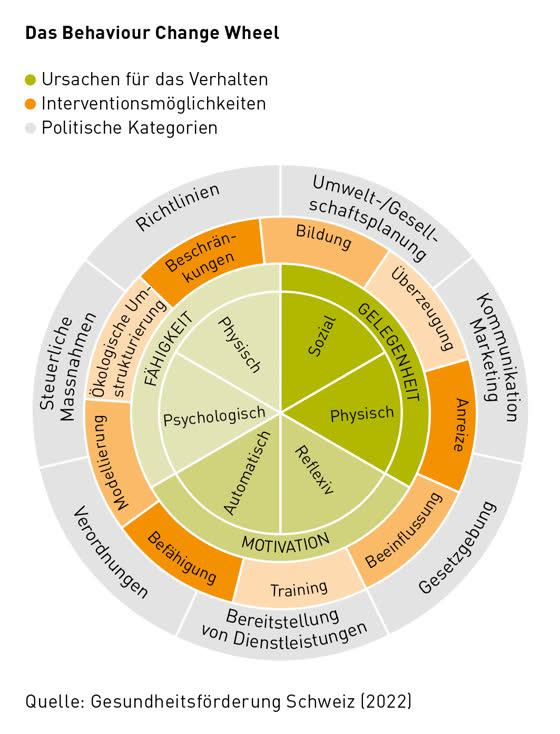 Das Behaviour Change Wheel
Ursachen für das Verhalten
Interventionsmöglichkeiten
Politische Kategorien
Richtlinien
Umwelt-/Gesell-
schaftsplanung
Kommunikation
Marketing
Gesetzgebung
Bereitstellung
von Dienstleistungen
Verordnungen
Steuerliche
Massnahmen
Beschrän-
kungen
Bildung
Überzeugung
Anreize
Beeinflussung
Training
Befähigung
Modellierung
Ökologische Um-
strukturierung
FÄHIGKEIT
GELEGENHEIT
MOTIVATION
Physisch
Sozial
Psychologisch
Physisch
Automatisch
Reflexiv
Quelle: Gesundheitsförderung Schweiz (2022)